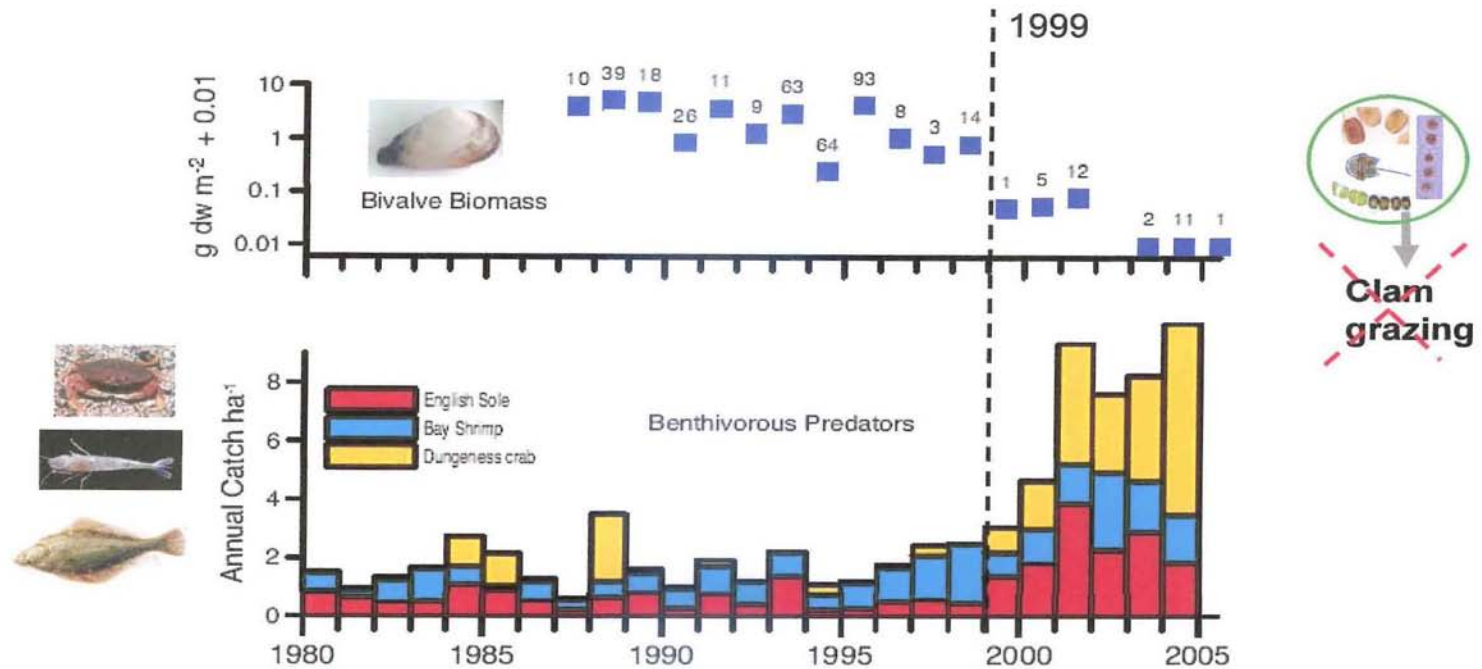 1999
g dw m-2 + 0.01
10
1
0.1
0.01
10 39 18 26 11 9 63 64 93 8 3 14 1 5 12 2 11 1
Bivalve Biomass
Clam
grazing
Annual Catch ha-1
8
6
4
2
0
English Sole
Bay Shrimp
Dungeness crab
Benthivorous Predators
1980 1985 1990 1995 2000 2005